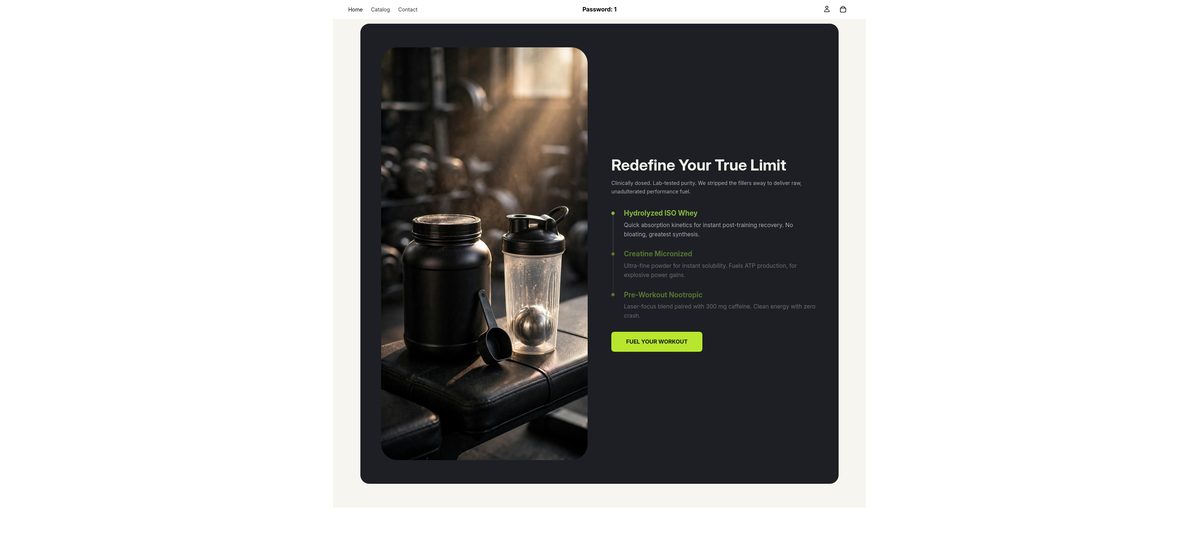 Home Catalog Contact Password: 1
Redefine Your True Limit
Clinically dosed. Lab-tested purity. We stripped the fillers away to deliver raw,
unadulterated performance fuel.
Hydrolyzed ISO Whey
Quick absorption kinetics for instant post-training recovery. No
bloating, greatest synthesis.
Creatine Micronized
Ultra-fine powder for instant solubility. Fuels ATP production, for
explosive power gains.
Pre-Workout Nootropic
Laser-focus blend paired with 300 mg caffeine. Clean energy with zero
crash.
FUEL YOUR WORKOUT